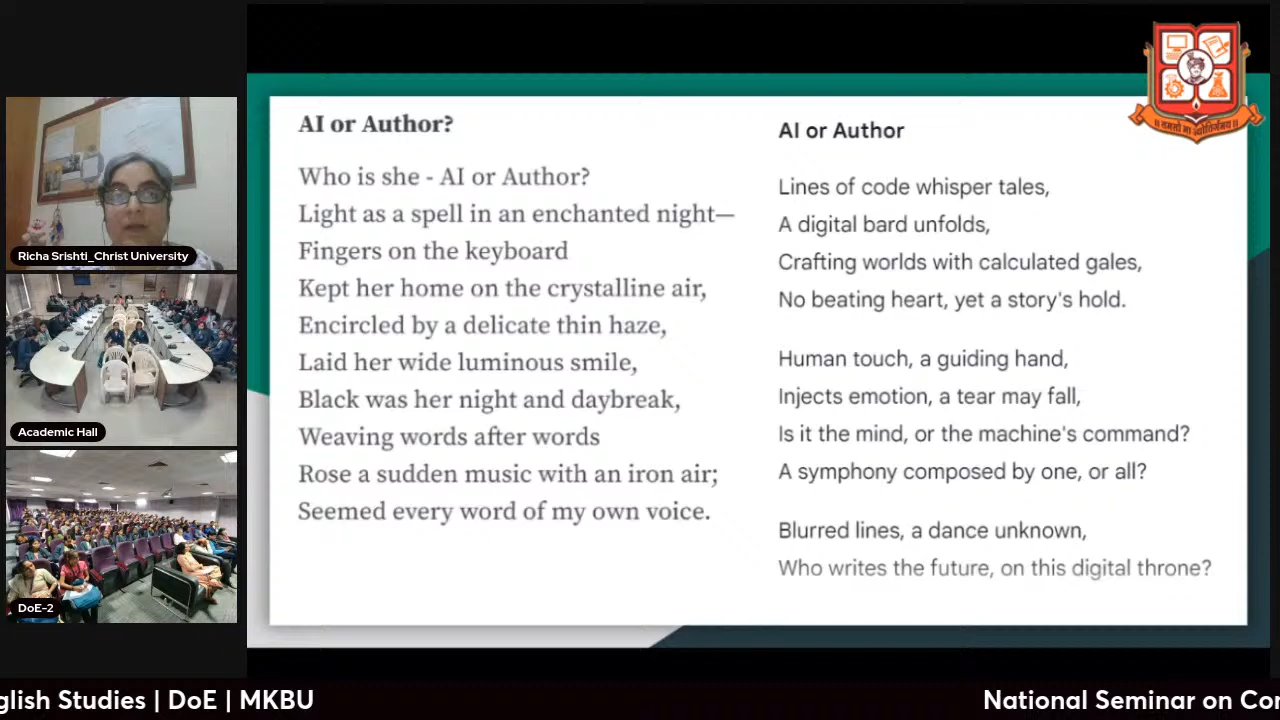 AI or Author?
Who is she - AI or Author?
Light as a spell in an enchanted night—
Fingers on the keyboard
Kept her home on the crystalline air,
Encircled by a delicate thin haze,
Laid her wide luminous smile,
Black was her night and daybreak,
Weaving words after words
Rose a sudden music with an iron air;
Seemed every word of my own voice.
AI or Author
Lines of code whisper tales,
A digital bard unfolds,
Crafting worlds with calculated gales,
No beating heart, yet a story's hold.
Human touch, a guiding hand,
Injects emotion, a tear may fall,
Is it the mind, or the machine's command?
A symphony composed by one, or all?
Blurred lines, a dance unknown,
Who writes the future, on this digital throne?
Richa Srishti_Christ University
Academic Hall
DoE-2
॥ तमसो मा ज्योतिर्गमय ॥
glish Studies | DoE | MKBU
National Seminar on Cor